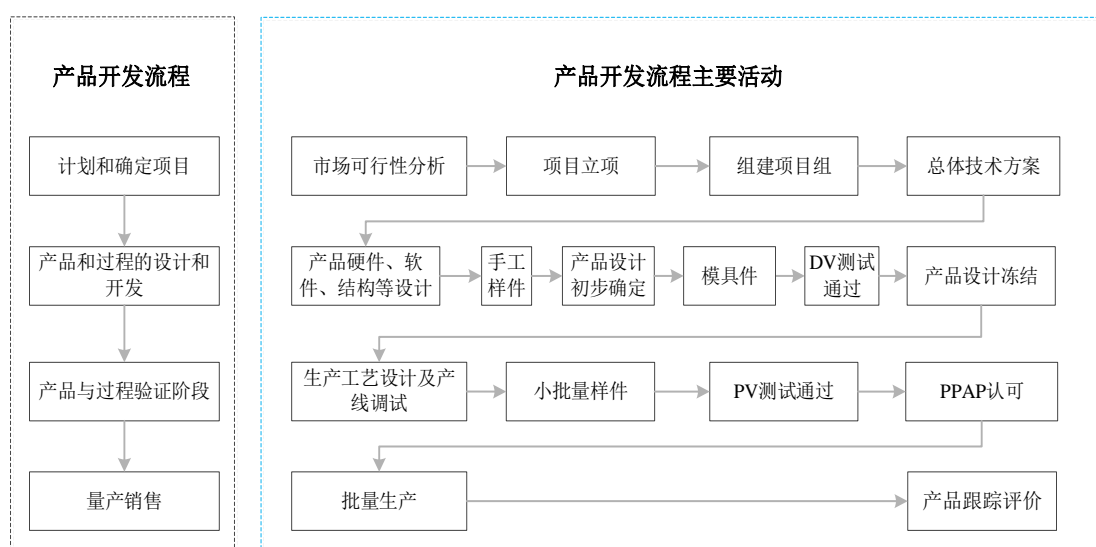 产品开发流程
产品开发流程主要活动
计划和确定项目
市场可行性分析
项目立项
组建项目组
总体技术方案
产品和过程的设计和
开发
产品硬件、软
件、结构等设计
手工
样件
产品设计
初步确定
模具件
DV测试
通过
产品设计冻结
产品与过程验证阶段
生产工艺设计及产
线调试
小批量样件
PV测试通过
PPAP认可
量产销售
批量生产
产品跟踪评价